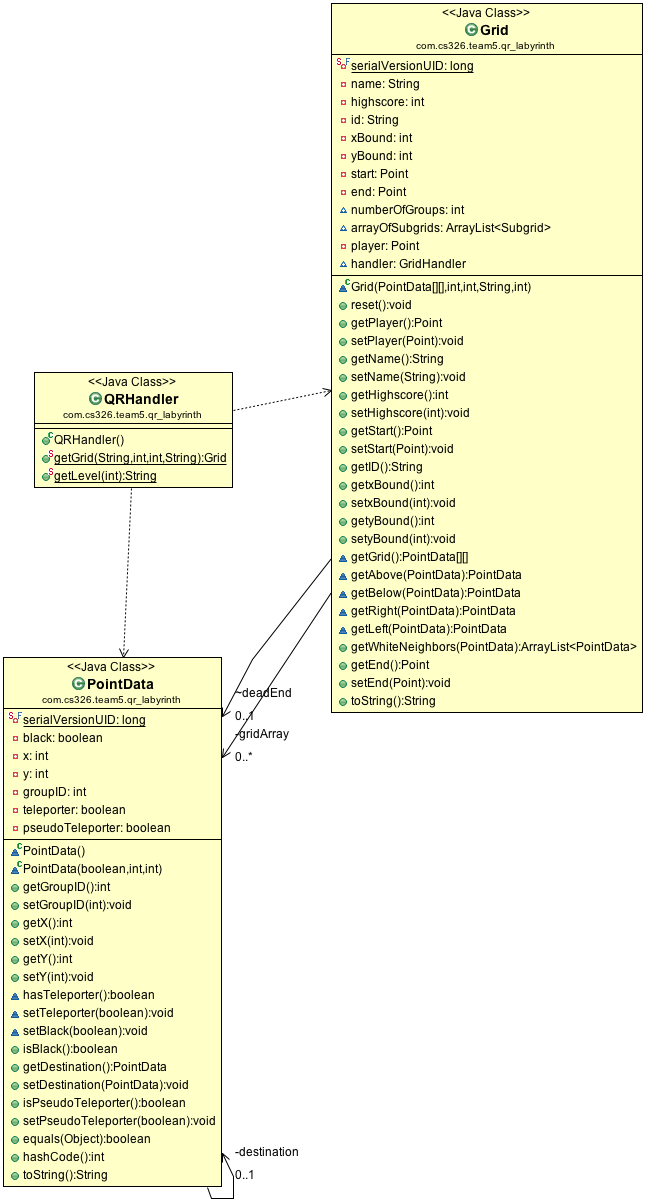 <<Java Class>>
Grid
com.cs326.team5.qr_labyrinth
serialVersionUID: long
name: String
highscore: int
id: String
xBound: int
yBound: int
start: Point
end: Point
numberOfGroups: int
arrayOfSubgrids: ArrayList<Subgrid>
player: Point
handler: GridHandler
Grid(PointData[][],int,int,String,int)
reset():void
getPlayer():Point
setPlayer(Point):void
getName():String
setName(String):void
getHighscore():int
setHighscore(int):void
getStart():Point
setStart(Point):void
getID():String
getxBound():int
setxBound(int):void
getyBound():int
setyBound(int):void
getGrid():PointData[][]
getAbove(PointData):PointData
getBelow(PointData):PointData
getRight(PointData):PointData
getLeft(PointData):PointData
getWhiteNeighbors(PointData):ArrayList<PointData>
getEnd():Point
setEnd(Point):void
toString():String
<<Java Class>>
QRHandler
com.cs326.team5.qr_labyrinth
QRHandler()
getGrid(String,int,int,String):Grid
getLevel(int):String
~deadEnd
0..1
-gridArray
0..*
<<Java Class>>
PointData
com.cs326.team5.qr_labyrinth
serialVersionUID: long
black: boolean
x: int
y: int
groupID: int
teleporter: boolean
pseudoTeleporter: boolean
PointData()
PointData(boolean,int,int)
getGroupID():int
setGroupID(int):void
getX():int
setX(int):void
getY():int
setY(int):void
hasTeleporter():boolean
setTeleporter(boolean):void
setBlack(boolean):void
isBlack():boolean
getDestination():PointData
setDestination(PointData):void
isPseudoTeleporter():boolean
setPseudoTeleporter(boolean):void
equals(Object):boolean
hashCode():int
toString():String
-destination
0..1